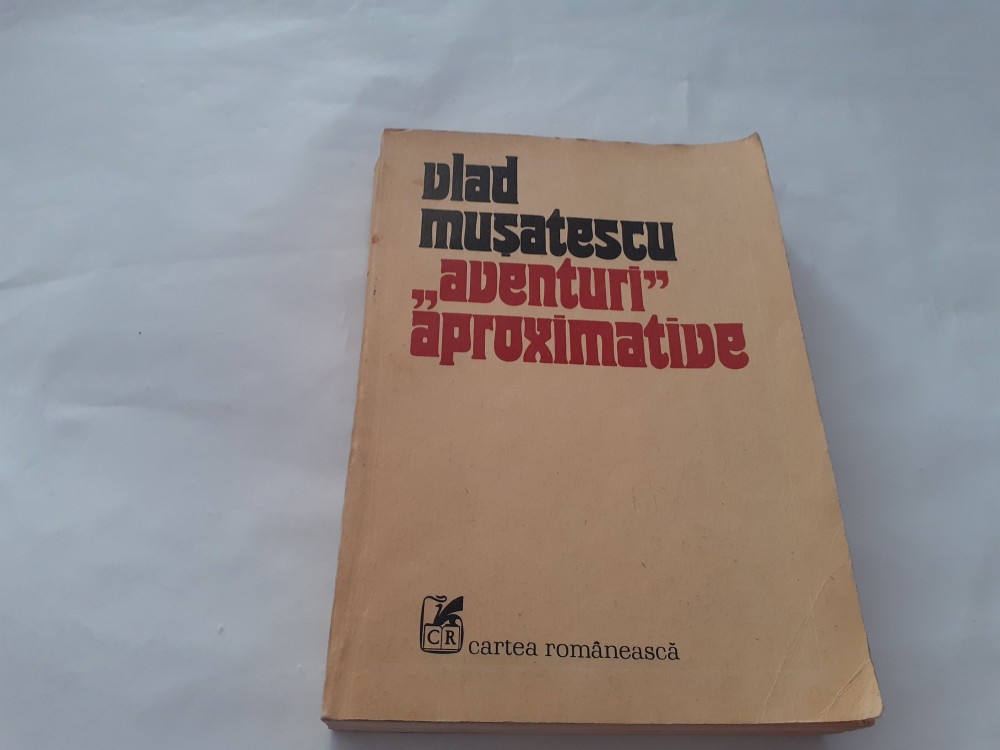 vlad
mușatescu
„aventuri”
aproximative
CR
cartea românească